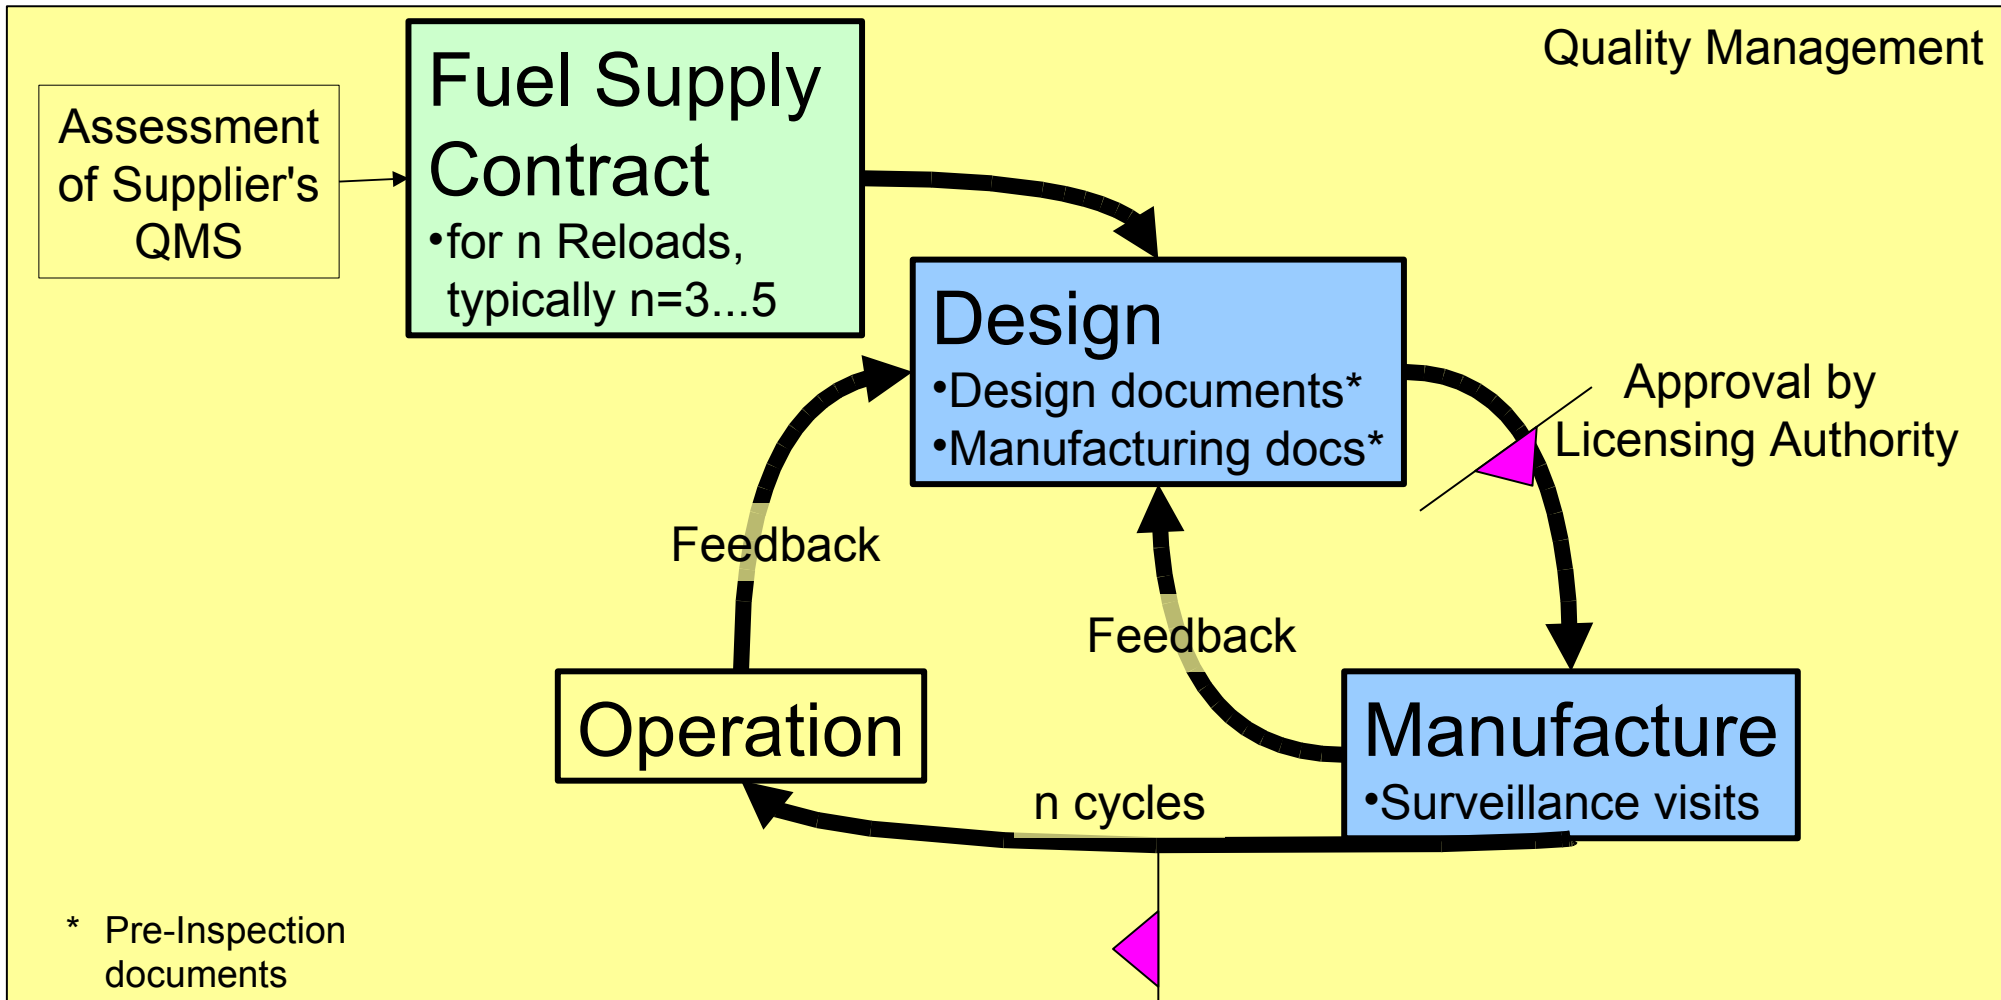 Quality Management
Assessment
of Supplier's
QMS
Fuel Supply
Contract
•for n Reloads,
typically n=3...5
Design
•Design documents*
•Manufacturing docs*
Approval by
Licensing Authority
Feedback
Feedback
Operation
Manufacture
•Surveillance visits
n cycles
* Pre-Inspection
documents